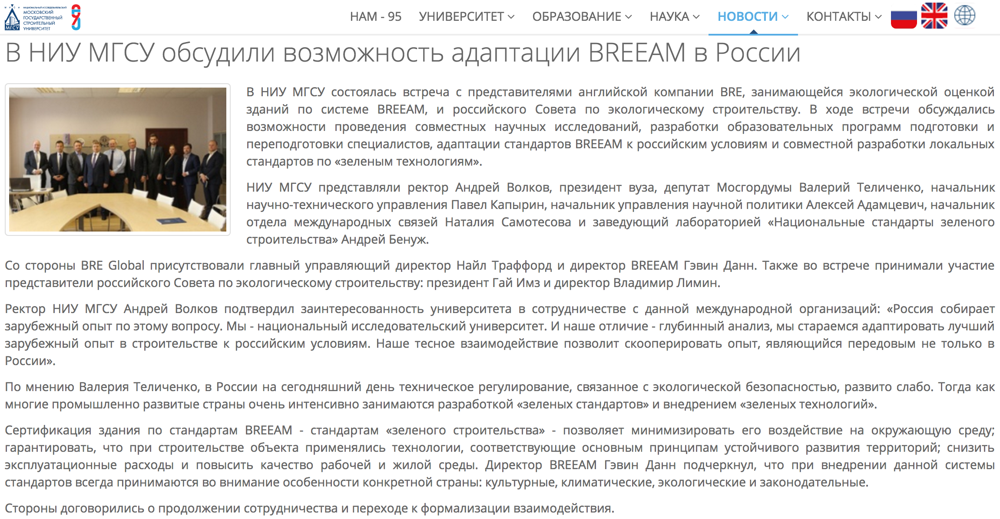 МИСИ
НАЦИОНАЛЬНЫЙ ИССЛЕДОВАТЕЛЬСКИЙ
МОСКОВСКИЙ
ГОСУДАРСТВЕННЫЙ
СТРОИТЕЛЬНЫЙ
УНИВЕРСИТЕТ
МГСУ
НАМ - 95 УНИВЕРСИТЕТ ОБРАЗОВАНИЕ НАУКА НОВОСТИ КОНТАКТЫ
В НИУ МГСУ обсудили возможность адаптации BREEAM в России
В НИУ МГСУ состоялась встреча с представителями английской компании BRE, занимающейся экологической оценкой
зданий по системе BREEAM, и российского Совета по экологическому строительству. В ходе встречи обсуждались
возможности проведения совместных научных исследований, разработки образовательных программ подготовки и
переподготовки специалистов, адаптации стандартов BREEAM к российским условиям и совместной разработки локальных
стандартов по «зеленым технологиям».
НИУ МГСУ представляли ректор Андрей Волков, президент вуза, депутат Мосгордумы Валерий Теличенко, начальник
научно-технического управления Павел Капырин, начальник управления научной политики Алексей Адамцевич, начальник
отдела международных связей Наталия Самотесова и заведующий лабораторией «Национальные стандарты зеленого
строительства» Андрей Бенуж.
Со стороны BRE Global присутствовали главный управляющий директор Найл Траффорд и директор BREEAM Гэвин Данн. Также во встрече принимали участие
представители российского Совета по экологическому строительству: президент Гай Имз и директор Владимир Лимин.
Ректор НИУ МГСУ Андрей Волков подтвердил заинтересованность университета в сотрудничестве с данной международной организаций: «Россия собирает
зарубежный опыт по этому вопросу. Мы - национальный исследовательский университет. И наше отличие - глубинный анализ, мы стараемся адаптировать лучший
зарубежный опыт в строительстве к российским условиям. Наше тесное взаимодействие позволит скооперировать опыт, являющийся передовым не только в
России».
По мнению Валерия Теличенко, в России на сегодняшний день техническое регулирование, связанное с экологической безопасностью, развито слабо. Тогда как
многие промышленно развитые страны очень интенсивно занимаются разработкой «зеленых стандартов» и внедрением «зеленых технологий».
Сертификация здания по стандартам BREEAM - стандартам «зеленого строительства» - позволяет минимизировать его воздействие на окружающую среду;
гарантировать, что при строительстве объекта применялись технологии, соответствующие основным принципам устойчивого развития территорий; снизить
эксплуатационные расходы и повысить качество рабочей и жилой среды. Директор BREEAM Гэвин Данн подчеркнул, что при внедрении данной системы
стандартов всегда принимаются во внимание особенности конкретной страны: культурные, климатические, экологические и законодательные.
Стороны договорились о продолжении сотрудничества и переходе к формализации взаимодействия.